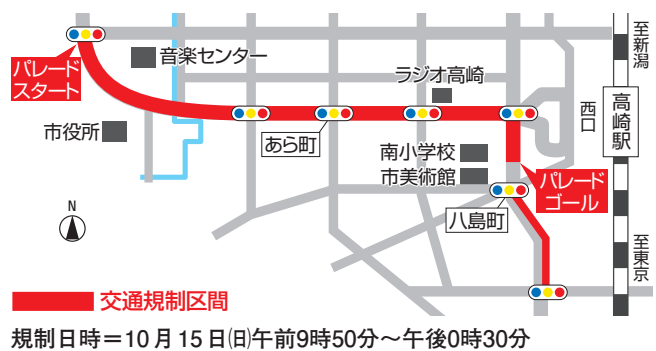 至新潟
音楽センター
パレード
スタート
ラジオ高崎
西口
高崎駅
市役所
あら町
南小学校
市美術館
パレード
ゴール
八島町
N
至東京
交通規制区間
規制日時=10月15日㈰午前9時50分〜午後0時30分